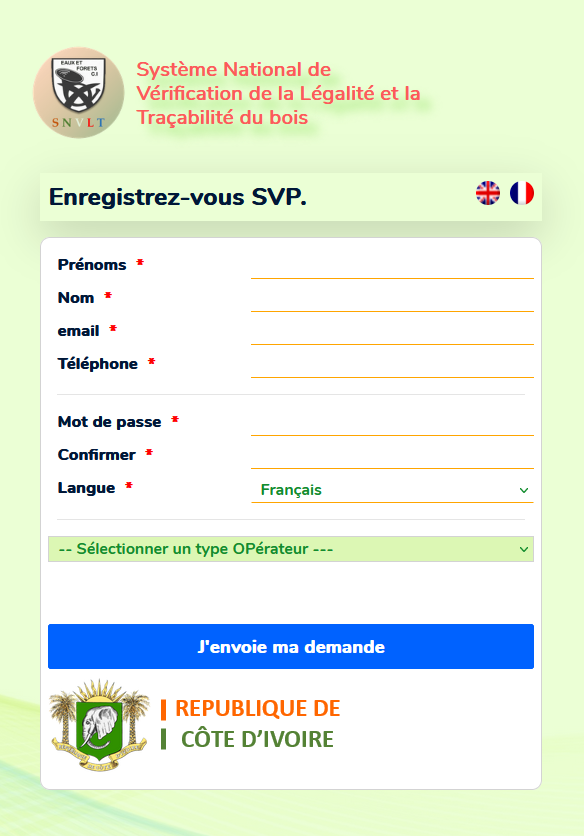 EAUX ET
FORETS
C.I
SNVLT
Système National de
Vérification de la Légalité et la
Traçabilité du bois
Enregistrez-vous SVP.
Prénoms *
Nom *
email *
Téléphone *
Mot de passe *
Confirmer *
Langue *
Français
-- Sélectionner un type OPérateur ---
J'envoie ma demande
REPUBLIQUE DE
CÔTE D’IVOIRE